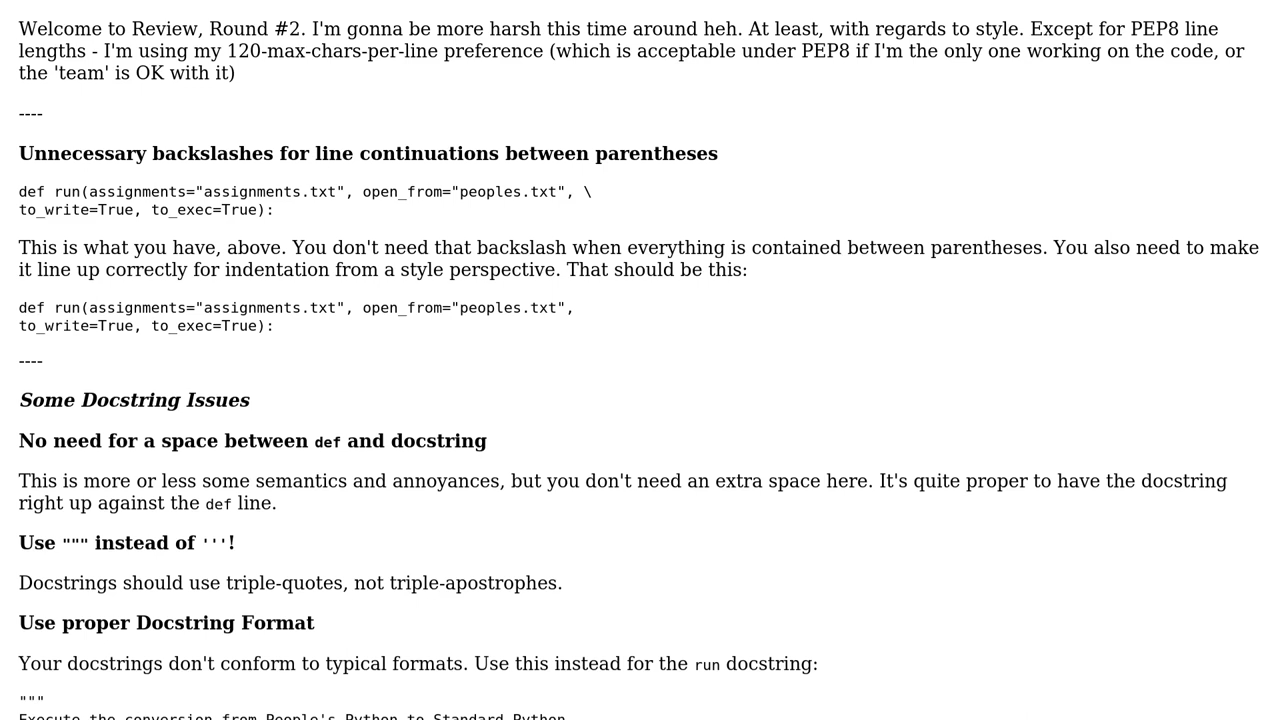 Welcome to Review, Round #2. I'm gonna be more harsh this time around heh. At least, with regards to style. Except for PEP8 line
lengths - I'm using my 120-max-chars-per-line preference (which is acceptable under PEP8 if I'm the only one working on the code, or
the 'team' is OK with it)
----
Unnecessary backslashes for line continuations between parentheses
def run(assignments="assignments.txt", open_from="peoples.txt", \
to_write=True, to_exec=True):
This is what you have, above. You don't need that backslash when everything is contained between parentheses. You also need to make
it line up correctly for indentation from a style perspective. That should be this:
def run(assignments="assignments.txt", open_from="peoples.txt",
to_write=True, to_exec=True):
----
Some Docstring Issues
No need for a space between def and docstring
This is more or less some semantics and annoyances, but you don't need an extra space here. It's quite proper to have the docstring
right up against the def line.
Use """ instead of '''!
Docstrings should use triple-quotes, not triple-apostrophes.
Use proper Docstring Format
Your docstrings don't conform to typical formats. Use this instead for the run docstring:
"""
Execute the conversion from People's Python to Standard Python